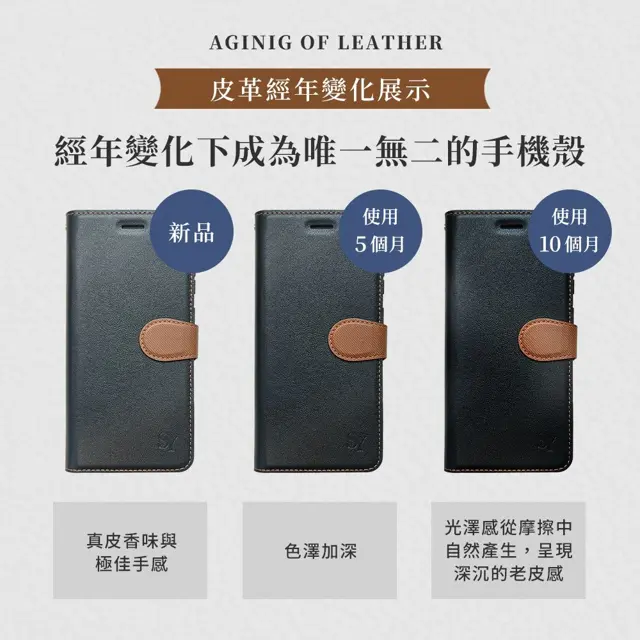 AGINIG OF LEATHER
皮革經年變化展示
經年變化下成為唯一無二的手機殼
新品
使用
5個月
使用
10個月
真皮香味與
極佳手感
色澤加深
光澤感從摩擦中
自然產生，呈現
深沉的老皮感